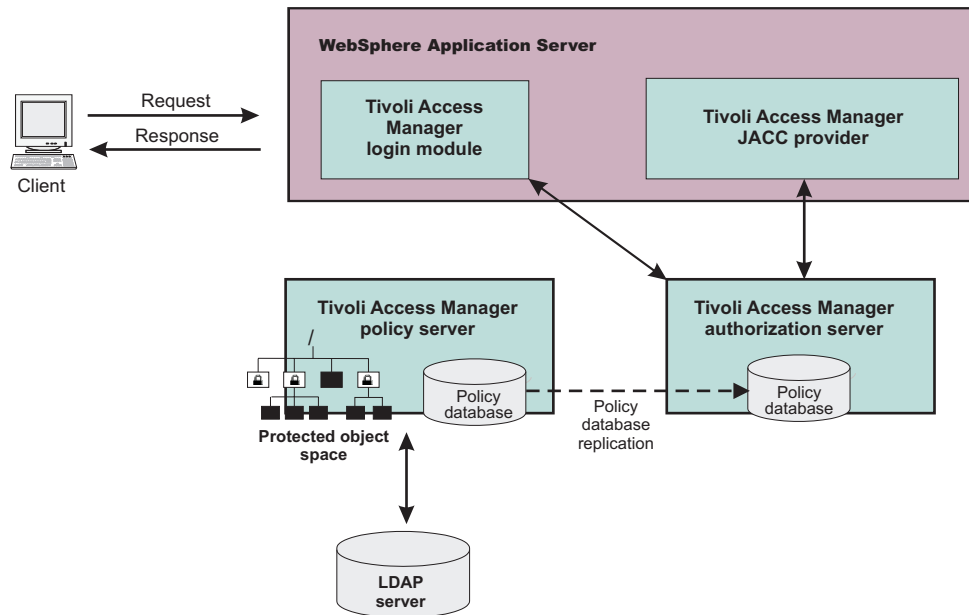 WebSphere Application Server
Tivoli Access
Manager
login module
Tivoli Access Manager
JACC provider
Request
Response
Client
Tivoli Access Manager
policy server
/
Policy
database
Protected object
space
Policy
database
replication
Tivoli Access Manager
authorization server
Policy
database
LDAP
server